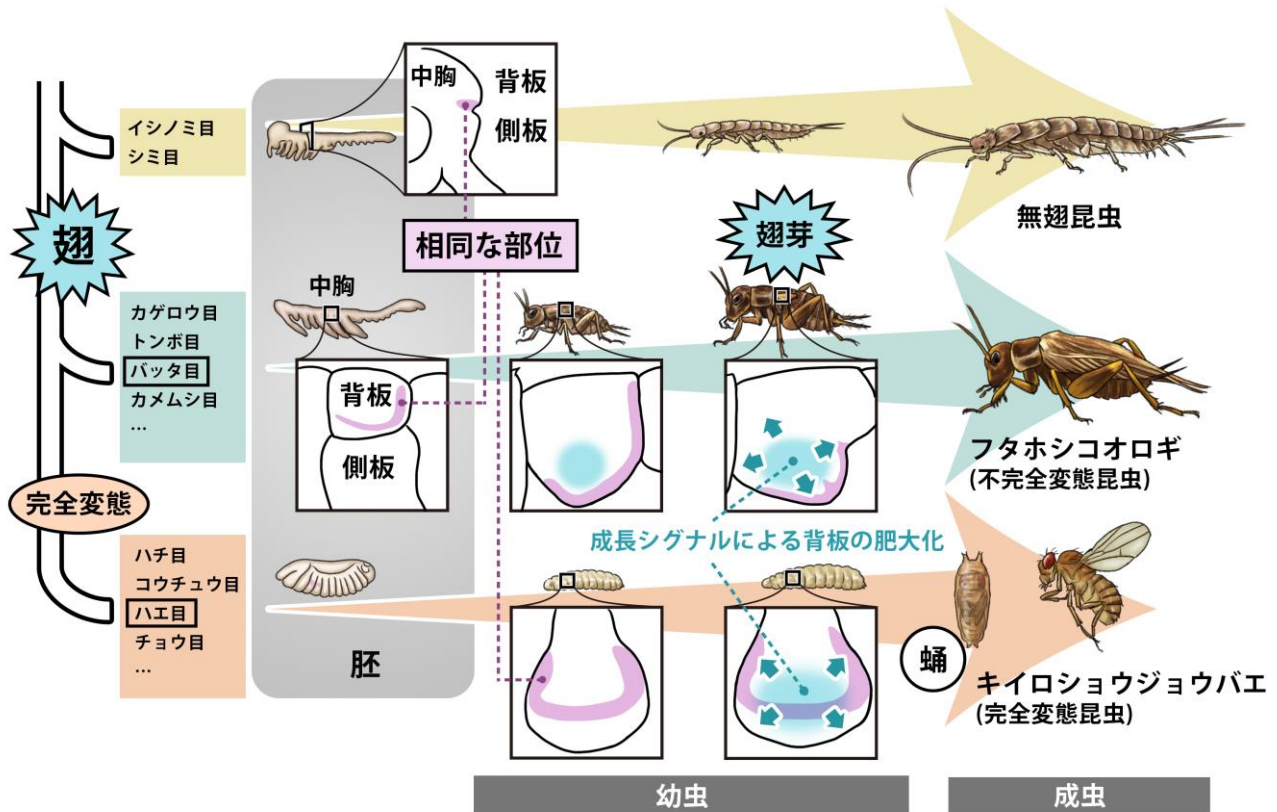 イシノミ目
シミ目
中胸
背板
側板
無翅昆虫
翅
相同な部位
翅芽
カゲロウ目
トンボ目
バッタ目
カメムシ目
...
中胸
背板
側板
フタホシコオロギ
(不完全変態昆虫)
完全変態
成長シグナルによる背板の肥大化
ハチ目
コウチュウ目
ハエ目
チョウ目
...
胚
蛹
キイロショウジョウバエ
(完全変態昆虫)
幼虫
成虫